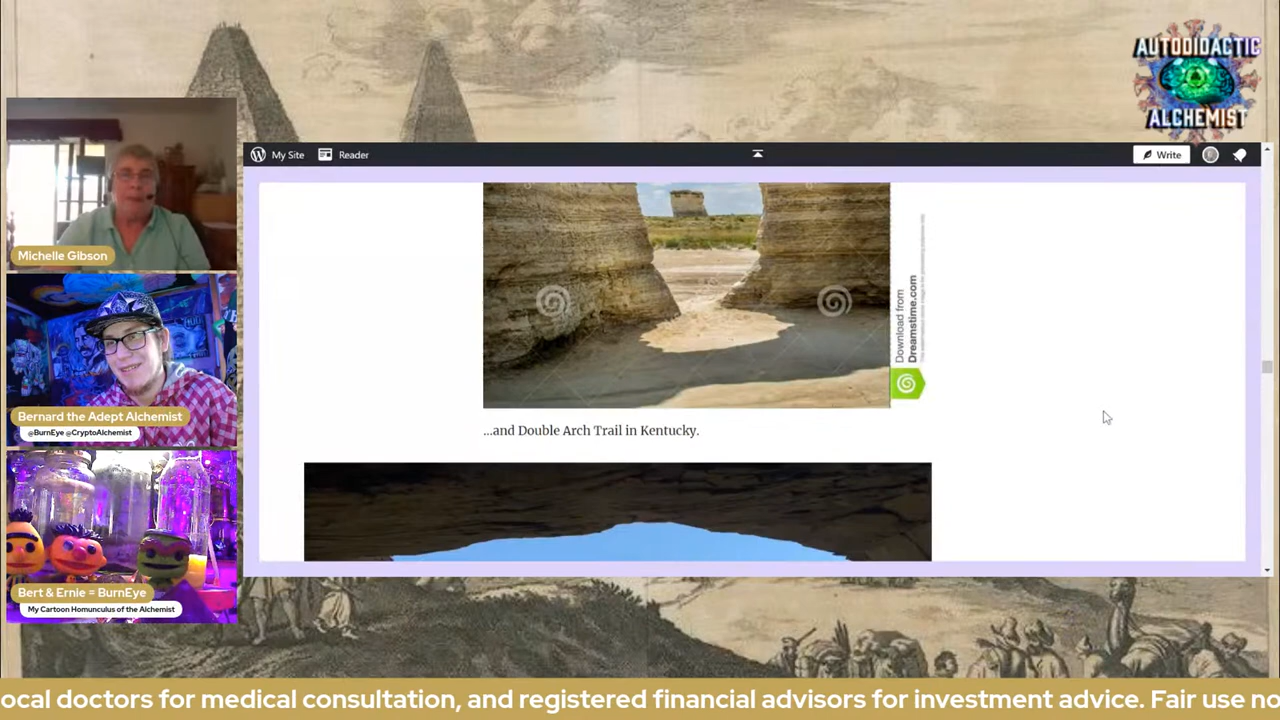 AUTODIDACTIC
ALCHEMIST
My Site
Reader
Write
Michelle Gibson
Bernard the Adept Alchemist
@BurnEye @CryptoAlchemist
Bert & Ernie = BurnEye
My Cartoon Homunculus of the Alchemist
Download from
Dreamstime.com
...and Double Arch Trail in Kentucky.
ocal doctors for medical consultation, and registered financial advisors for investment advice. Fair use no